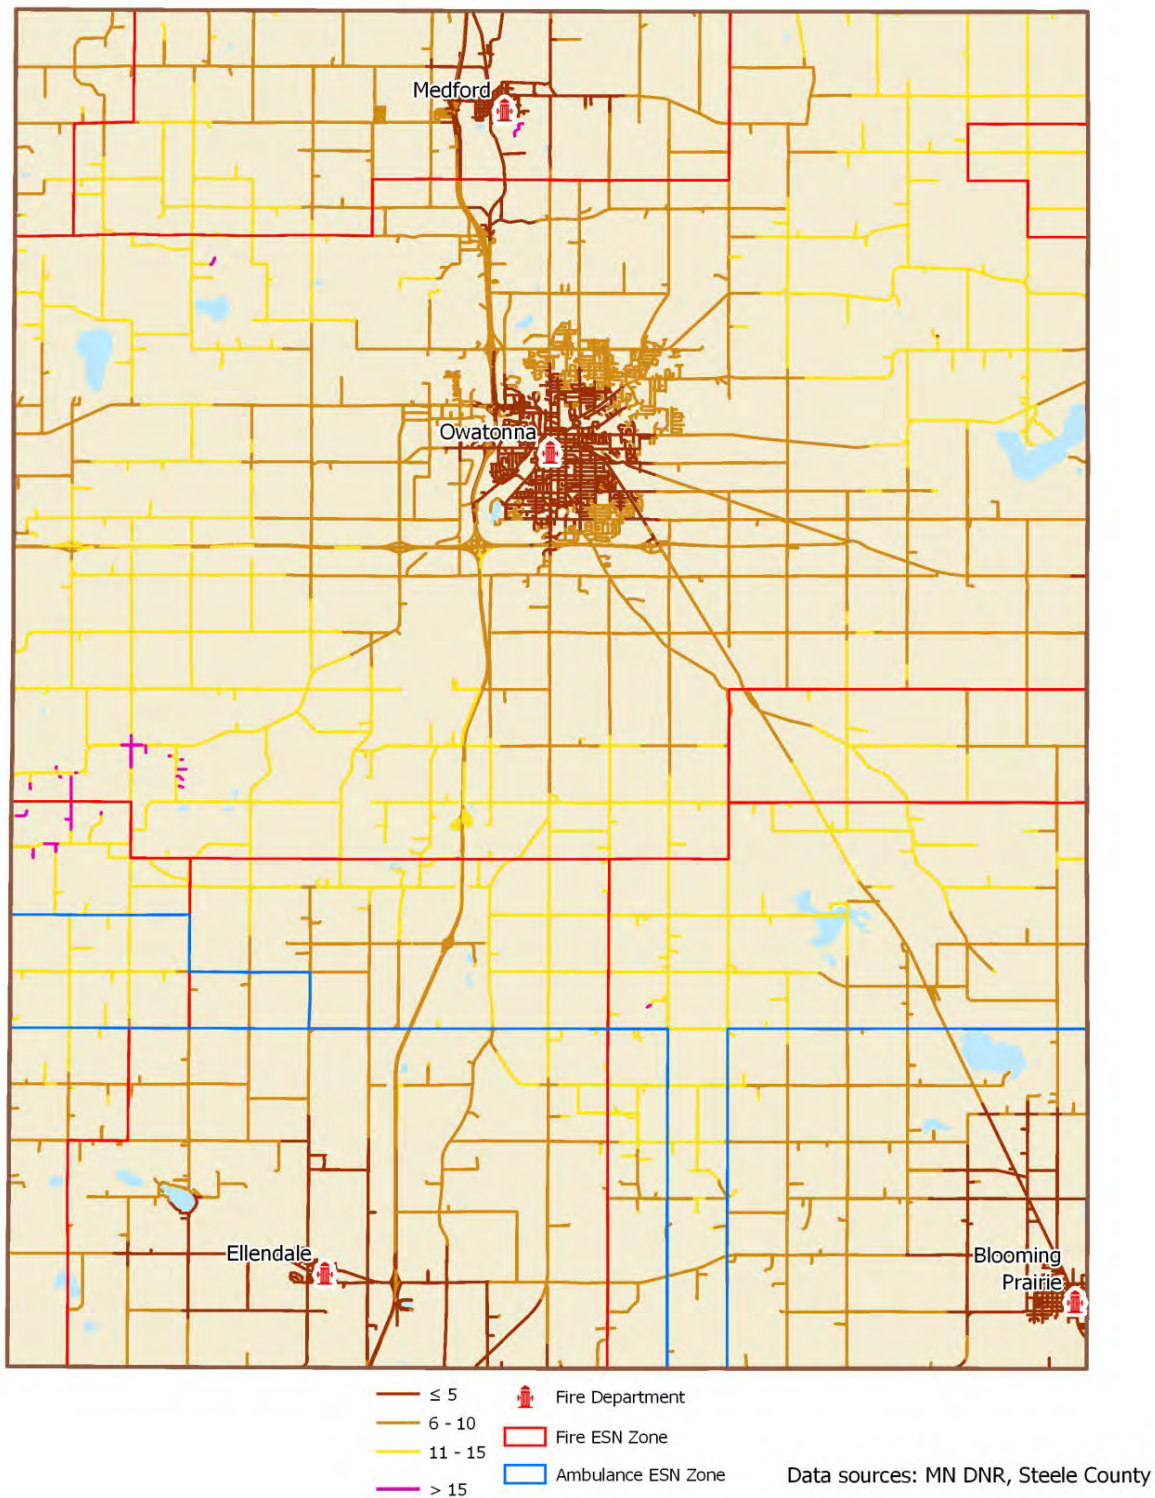 Medford
Owatonna
Ellendale
Blooming
Prairie
≤ 5
6 - 10
11 - 15
> 15
Fire Department
Fire ESN Zone
Ambulance ESN Zone
Data sources: MN DNR, Steele County